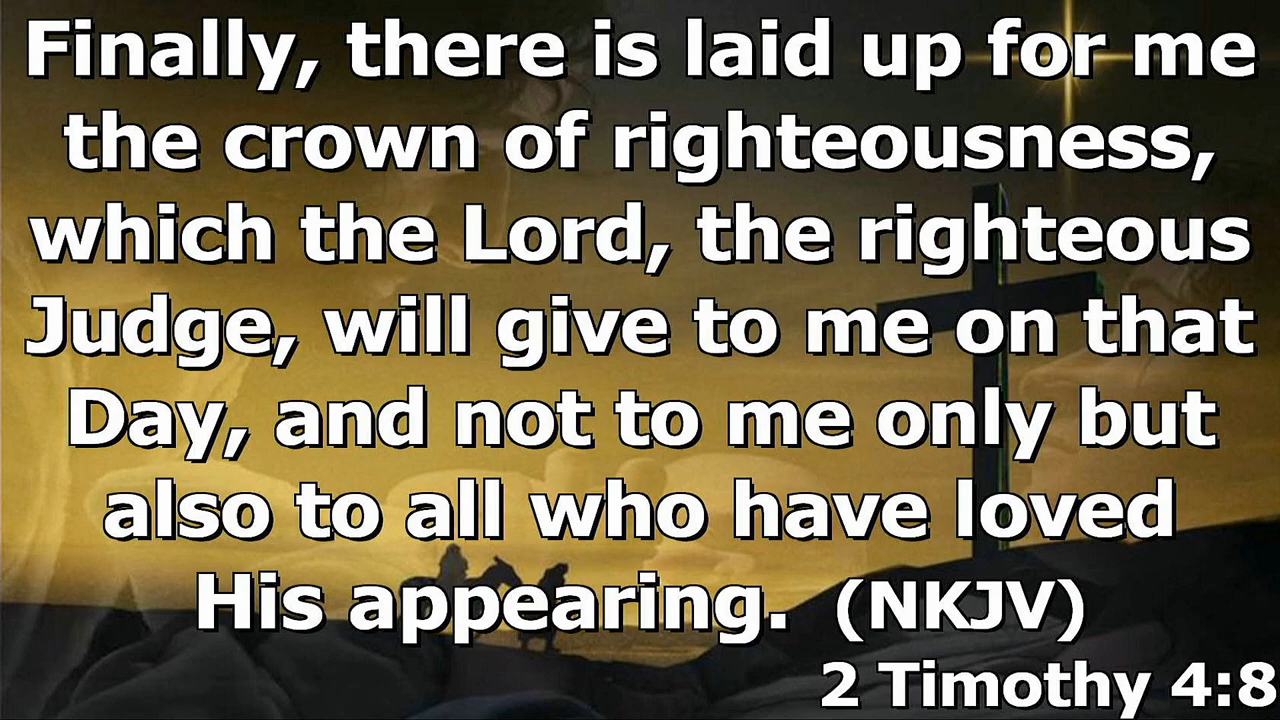 Finally, there is laid up for me
the crown of righteousness,
which the Lord, the righteous
Judge, will give to me on that
Day, and not to me only but
also to all who have loved
His appearing. (NKJV)
2 Timothy 4:8